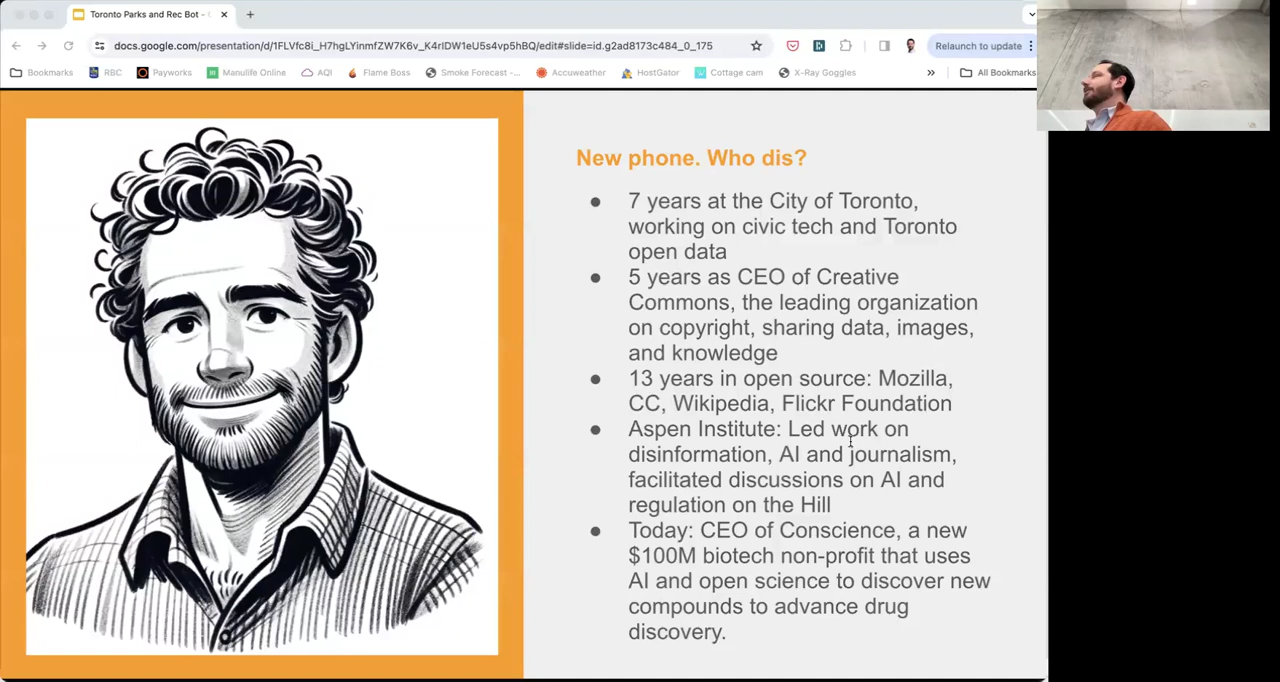 Toronto Parks and Rec Bot -
docs.google.com/presentation/d/1FLVfc8i_H7hgLYinmfZW7K6v_K4rlDW1eU5s4vp5hBQ/edit#slide=id.g2ad8173c484_0_175
Relaunch to update
Bookmarks
RBC
Payworks
Manulife Online
AQI
Flame Boss
Smoke Forecast -...
Accuweather
HostGator
Cottage cam
X-Ray Goggles
»
All Bookmarks
New phone. Who dis?
● 7 years at the City of Toronto,
working on civic tech and Toronto
open data
● 5 years as CEO of Creative
Commons, the leading organization
on copyright, sharing data, images,
and knowledge
● 13 years in open source: Mozilla,
CC, Wikipedia, Flickr Foundation
● Aspen Institute: Led work on
disinformation, AI and journalism,
facilitated discussions on AI and
regulation on the Hill
● Today: CEO of Conscience, a new
$100M biotech non-profit that uses
AI and open science to discover new
compounds to advance drug
discovery.